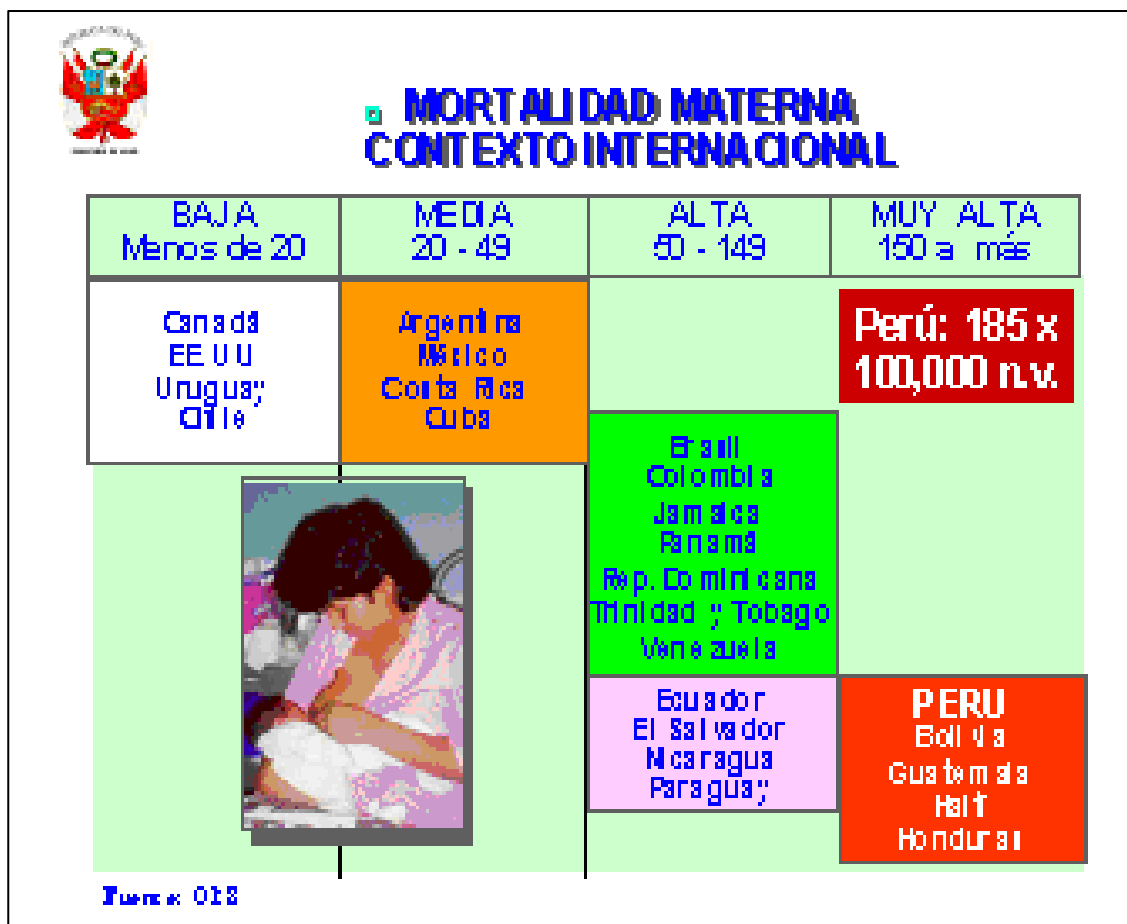 MORTALIDAD MATERNA
CONTEXTO INTERNACIONAL
BAJA
Menos de 20
MEDIA
20 - 49
ALTA
50 - 149
MUY ALTA
150 a más
Canadá
EE UU
Uruguay
Chile
Argentina
México
Costa Rica
Cuba
Perú: 185 x
100,000 n.v.
Brasil
Colombia
Jamaica
Panamá
Rep. Dominicana
Trinidad y Tobago
Venezuela
Ecuador
El Salvador
Nicaragua
Paraguay
PERU
Bolivia
Guatemala
Haití
Honduras
Fuente: